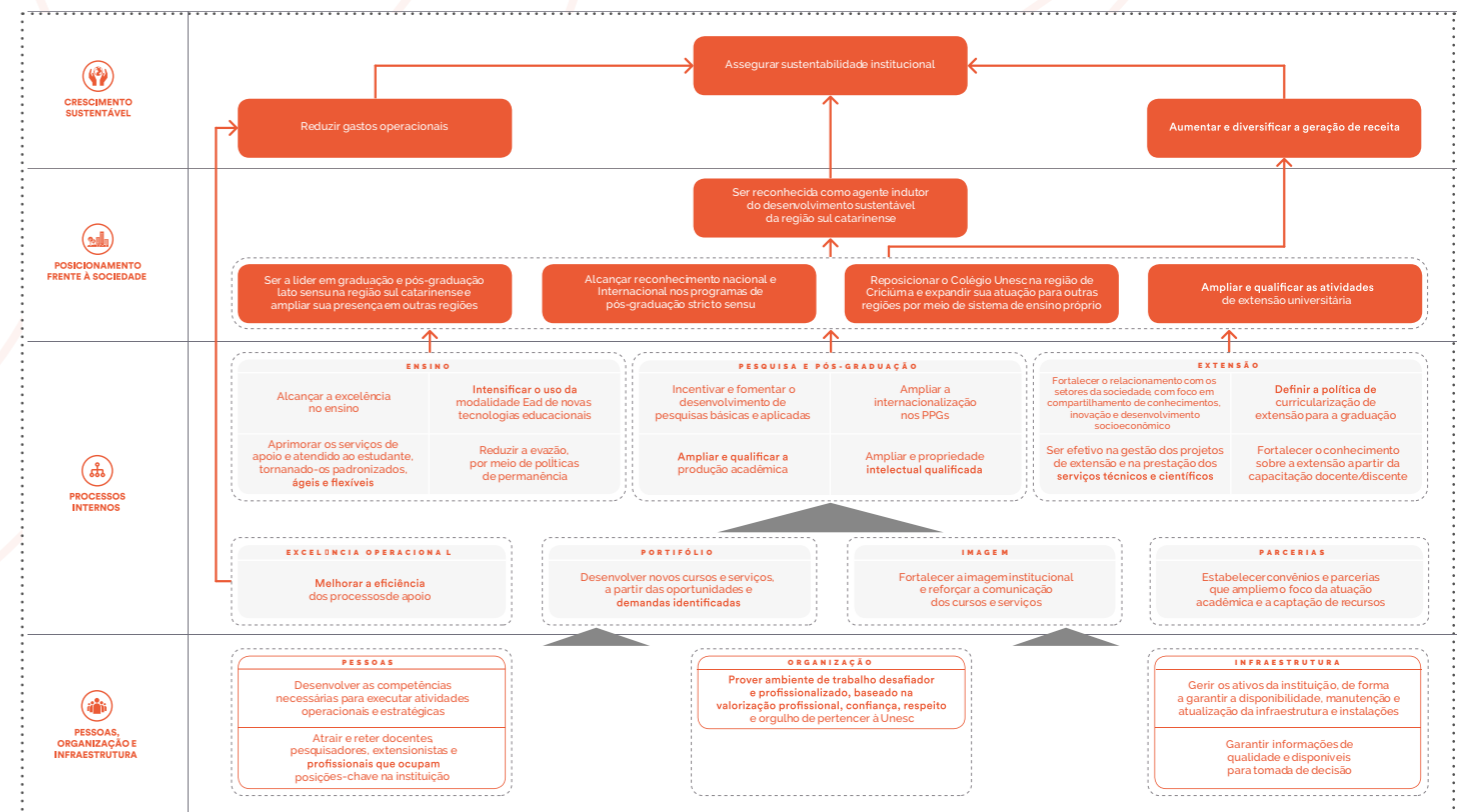 CRESCIMENTO
SUSTENTÁVEL
Assegurar sustentabilidade institucional
Reduzir gastos operacionais
Aumentar e diversificar a geração de receita
POSICIONAMENTO
FRENTE À SOCIEDADE
Ser reconhecida como agente indutor
do desenvolvimento sustentável
da região sul catarinense
Ser a líder em graduação e pós-graduação
lato sensu na região sul catarinense e
ampliar sua presença em outras regiões
Alcançar reconhecimento nacional e
Internacional nos programas de
pós-graduação stricto sensu
Reposicionar o Colégio Unesc na região de
Criciúma e expandir sua atuação para outras
regiões por meio de sistema de ensino próprio
Ampliar e qualificar as atividades
de extensão universitária
PROCESSOS
INTERNOS
ENSINO
Alcançar a excelência
no ensino
Intensificar o uso da
modalidade Ead de novas
tecnologias educacionais
Aprimorar os serviços de
apoio e atendido ao estudante,
tornanado-os padronizados,
ágeis e flexíveis
Reduzir a evazão,
por meio de políticas
de permanência
PESQUISA E PÓS-GRADUAÇÃO
Incentivar e fomentar o
desenvolvimento de
pesquisas básicas e aplicadas
Ampliar a
internacionalização
nos PPGs
Ampliar e qualificar a
produção acadêmica
Ampliar e propriedade
intelectual qualificada
EXTENSÃO
Fortalecer o relacionamento com os
setores da sociedade, com foco em
compartilhamento de conhecimentos,
inovação e desenvolvimento
socioeconômico
Definir a política de
curricularização de
extensão para a graduação
Ser efetivo na gestão dos projetos
de extensão e na prestação dos
serviços técnicos e científicos
Fortalecer o conhecimento
sobre a extensão a partir da
capacitação docente/discente
EXCEL▯NCIA OPERACIONAL
Melhorar a eficiência
dos processos de apoio
PORTIFÓLIO
Desenvolver novos cursos e serviços,
a partir das oportunidades e
demandas identificadas
IMAGEM
Fortalecer a imagem institucional
e reforçar a comunicação
dos cursos e serviços
PARCERIAS
Estabelecer convênios e parcerias
que ampliem o foco da atuação
acadêmica e a captação de recursos
PESSOAS,
ORGANIZAÇÃO E
INFRAESTRUTURA
PESSOAS
Desenvolver as competências
necessárias para executar atividades
operacionais e estratégicas
Atrair e reter docentes,
pesquisadores, extensionistas e
profissionais que ocupam
posições-chave na instituição
ORGANIZAÇÃO
Prover ambiente de trabalho desafiador
e profissionalizado, baseado na
valorização profissional, confiança, respeito
e orgulho de pertencer à Unesc
INFRAESTRUTURA
Gerir os ativos da instituição, de forma
a garantir a disponibilidade, manutenção e
atualização da infraestrutura e instalações
Garantir informações de
qualidade e disponíveis
para tomada de decisão